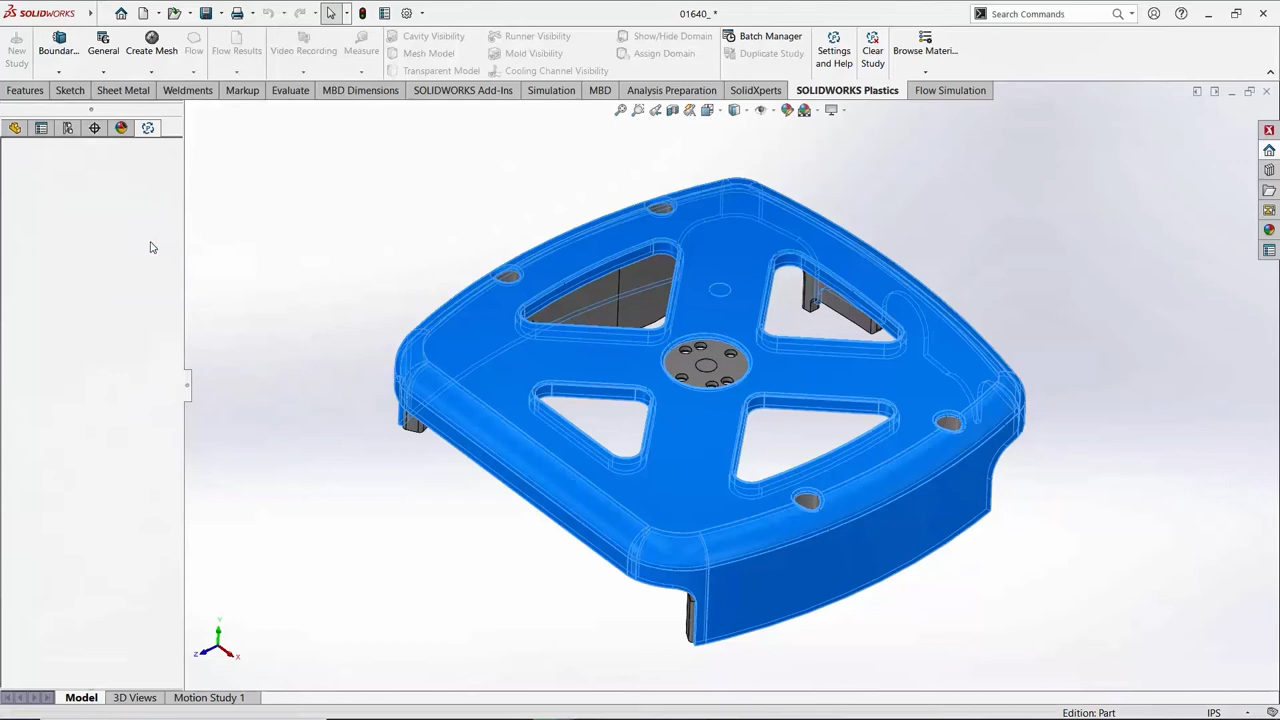 SOLIDWORKS
01640_ *
Search Commands
New Study
Boundar...
General
Create Mesh
Flow
Flow Results
Video Recording
Measure
Cavity Visibility
Mesh Model
Transparent Model
Runner Visibility
Mold Visibility
Cooling Channel Visibility
Show/Hide Domain
Assign Domain
Batch Manager
Duplicate Study
Settings and Help
Clear Study
Browse Materi...
Features Sketch Sheet Metal Weldments Markup Evaluate MBD Dimensions SOLIDWORKS Add-Ins Simulation MBD Analysis Preparation SolidXperts SOLIDWORKS Plastics Flow Simulation
Y
Z
X
Model 3D Views Motion Study 1
Edition: Part IPS